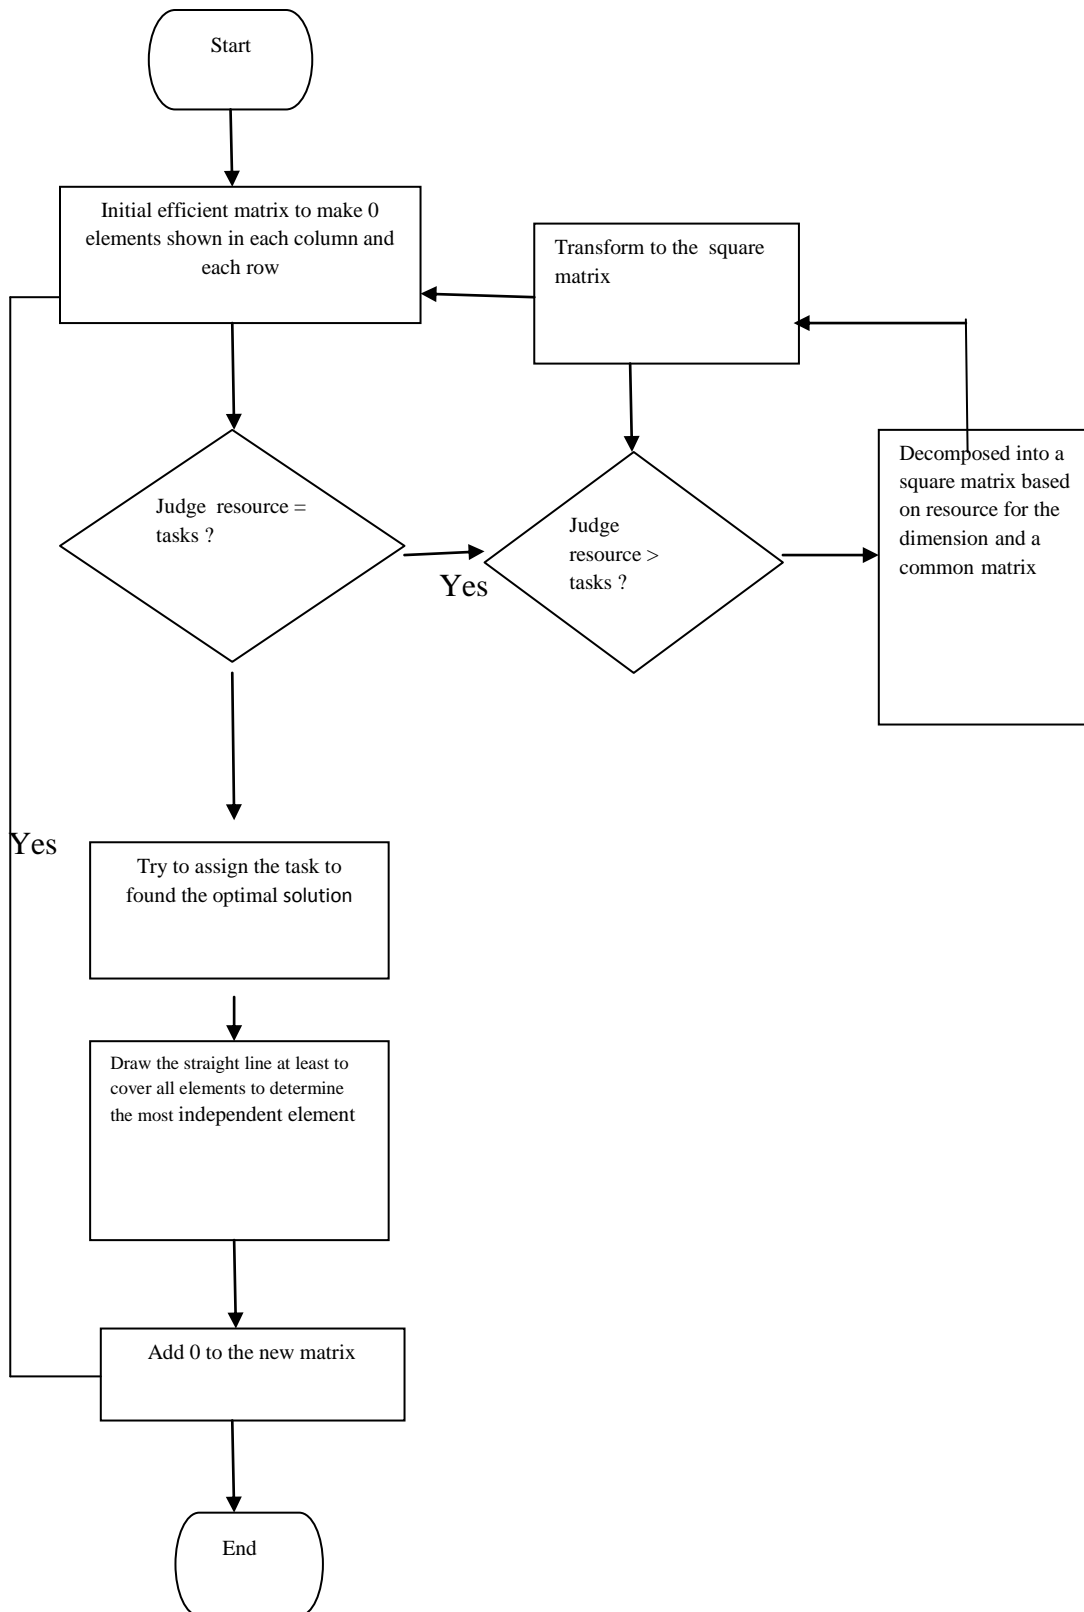 Start
Initial efficient matrix to make 0
elements shown in each column and
each row
Transform to the square
matrix
Judge resource =
tasks ?
Yes
Judge
resource >
tasks ?
Decomposed into a
square matrix based
on resource for the
dimension and a
common matrix
Yes
Try to assign the task to
found the optimal solution
Draw the straight line at least to
cover all elements to determine
the most independent element
Add 0 to the new matrix
End